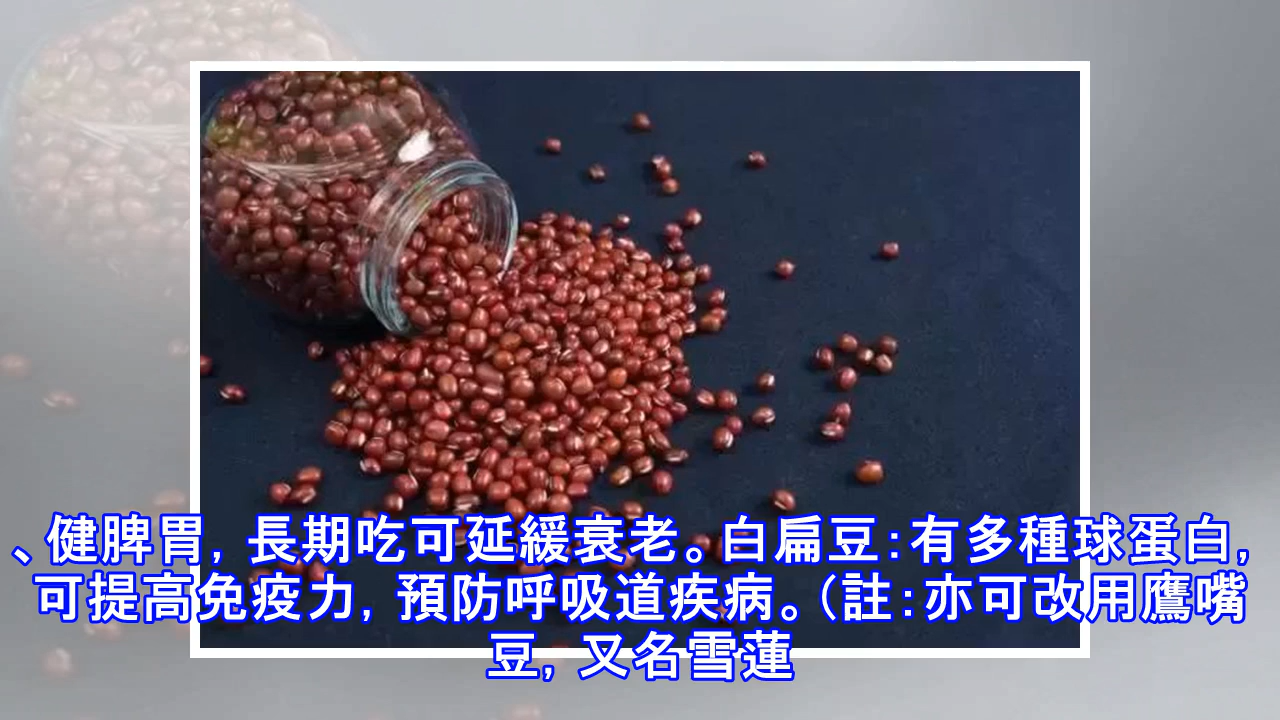 、健脾胃, 長期吃可延緩衰老。白扁豆:有多種球蛋白,
可提高免疫力, 預防呼吸道疾病。(註:亦可改用鷹嘴
豆, 又名雪蓮